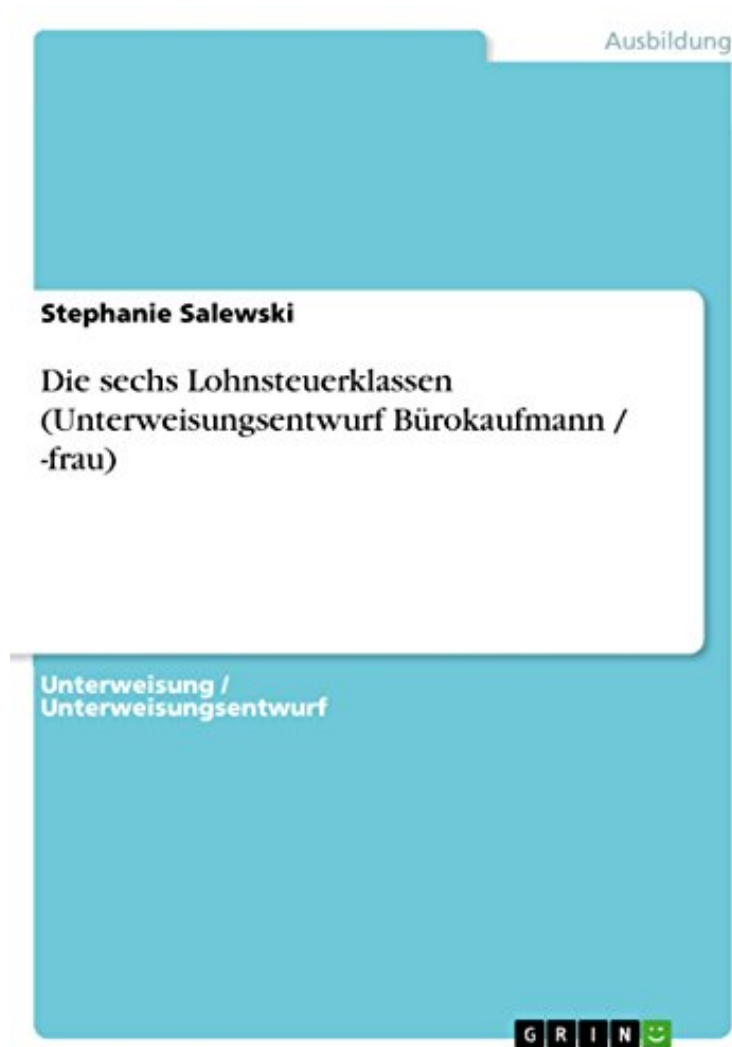 Ausbildung
Stephanie Salewski
Die sechs Lohnsteuerklassen
(Unterweisungsentwurf Bürokaufmann /
-frau)
Unterweisung /
Unterweisungsentwurf
GRIN